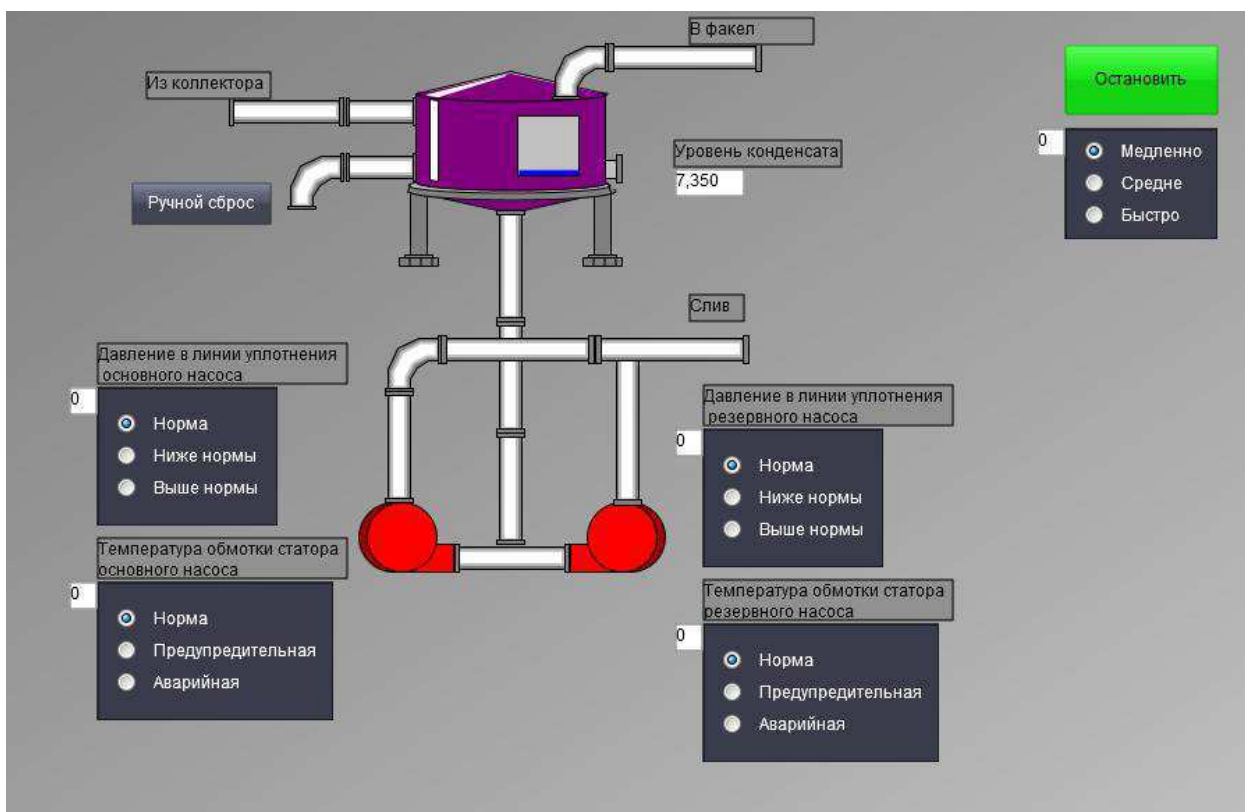 В факел
Из коллектора
Остановить
0
Медленно
Средне
Быстро
Уровень конденсата
7,350
Ручной сброс
Слив
Давление в линии уплотнения
основного насоса
0
Норма
Ниже нормы
Выше нормы
Давление в линии уплотнения
резервного насоса
0
Норма
Ниже нормы
Выше нормы
Температура обмотки статора
основного насоса
0
Норма
Предупредительная
Аварийная
Температура обмотки статора
резервного насоса
0
Норма
Предупредительная
Аварийная